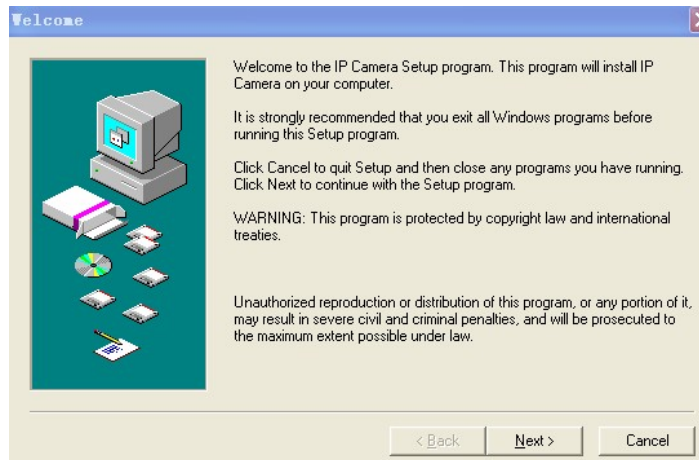 Welcome
Welcome to the IP Camera Setup program. This program will install IP
Camera on your computer.
It is strongly recommended that you exit all Windows programs before
running this Setup program.
Click Cancel to quit Setup and then close any programs you have running.
Click Next to continue with the Setup program.
WARNING: This program is protected by copyright law and international
treaties.
Unauthorized reproduction or distribution of this program, or any portion of it,
may result in severe civil and criminal penalties, and will be prosecuted to
the maximum extent possible under law.
< Back Next > Cancel